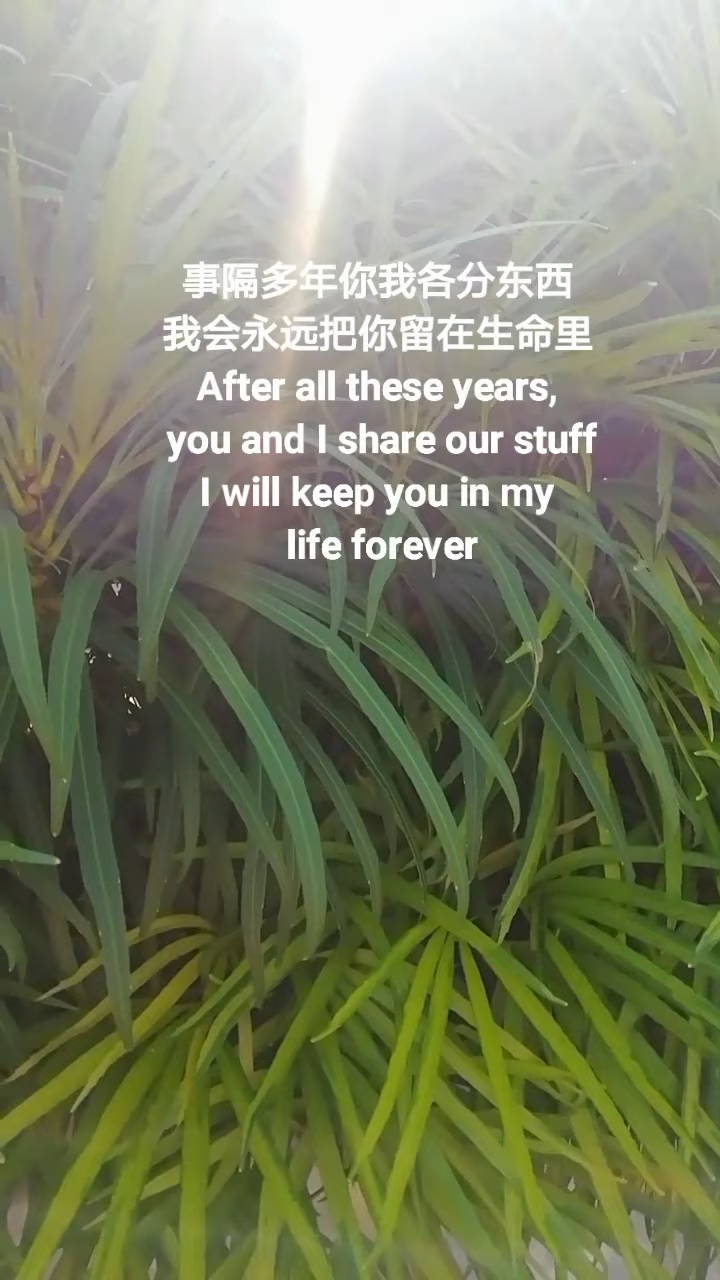 事隔多年你我各分东西
我会永远把你留在生命里
After all these years,
you and I share our stuff
I will keep you in my
life forever